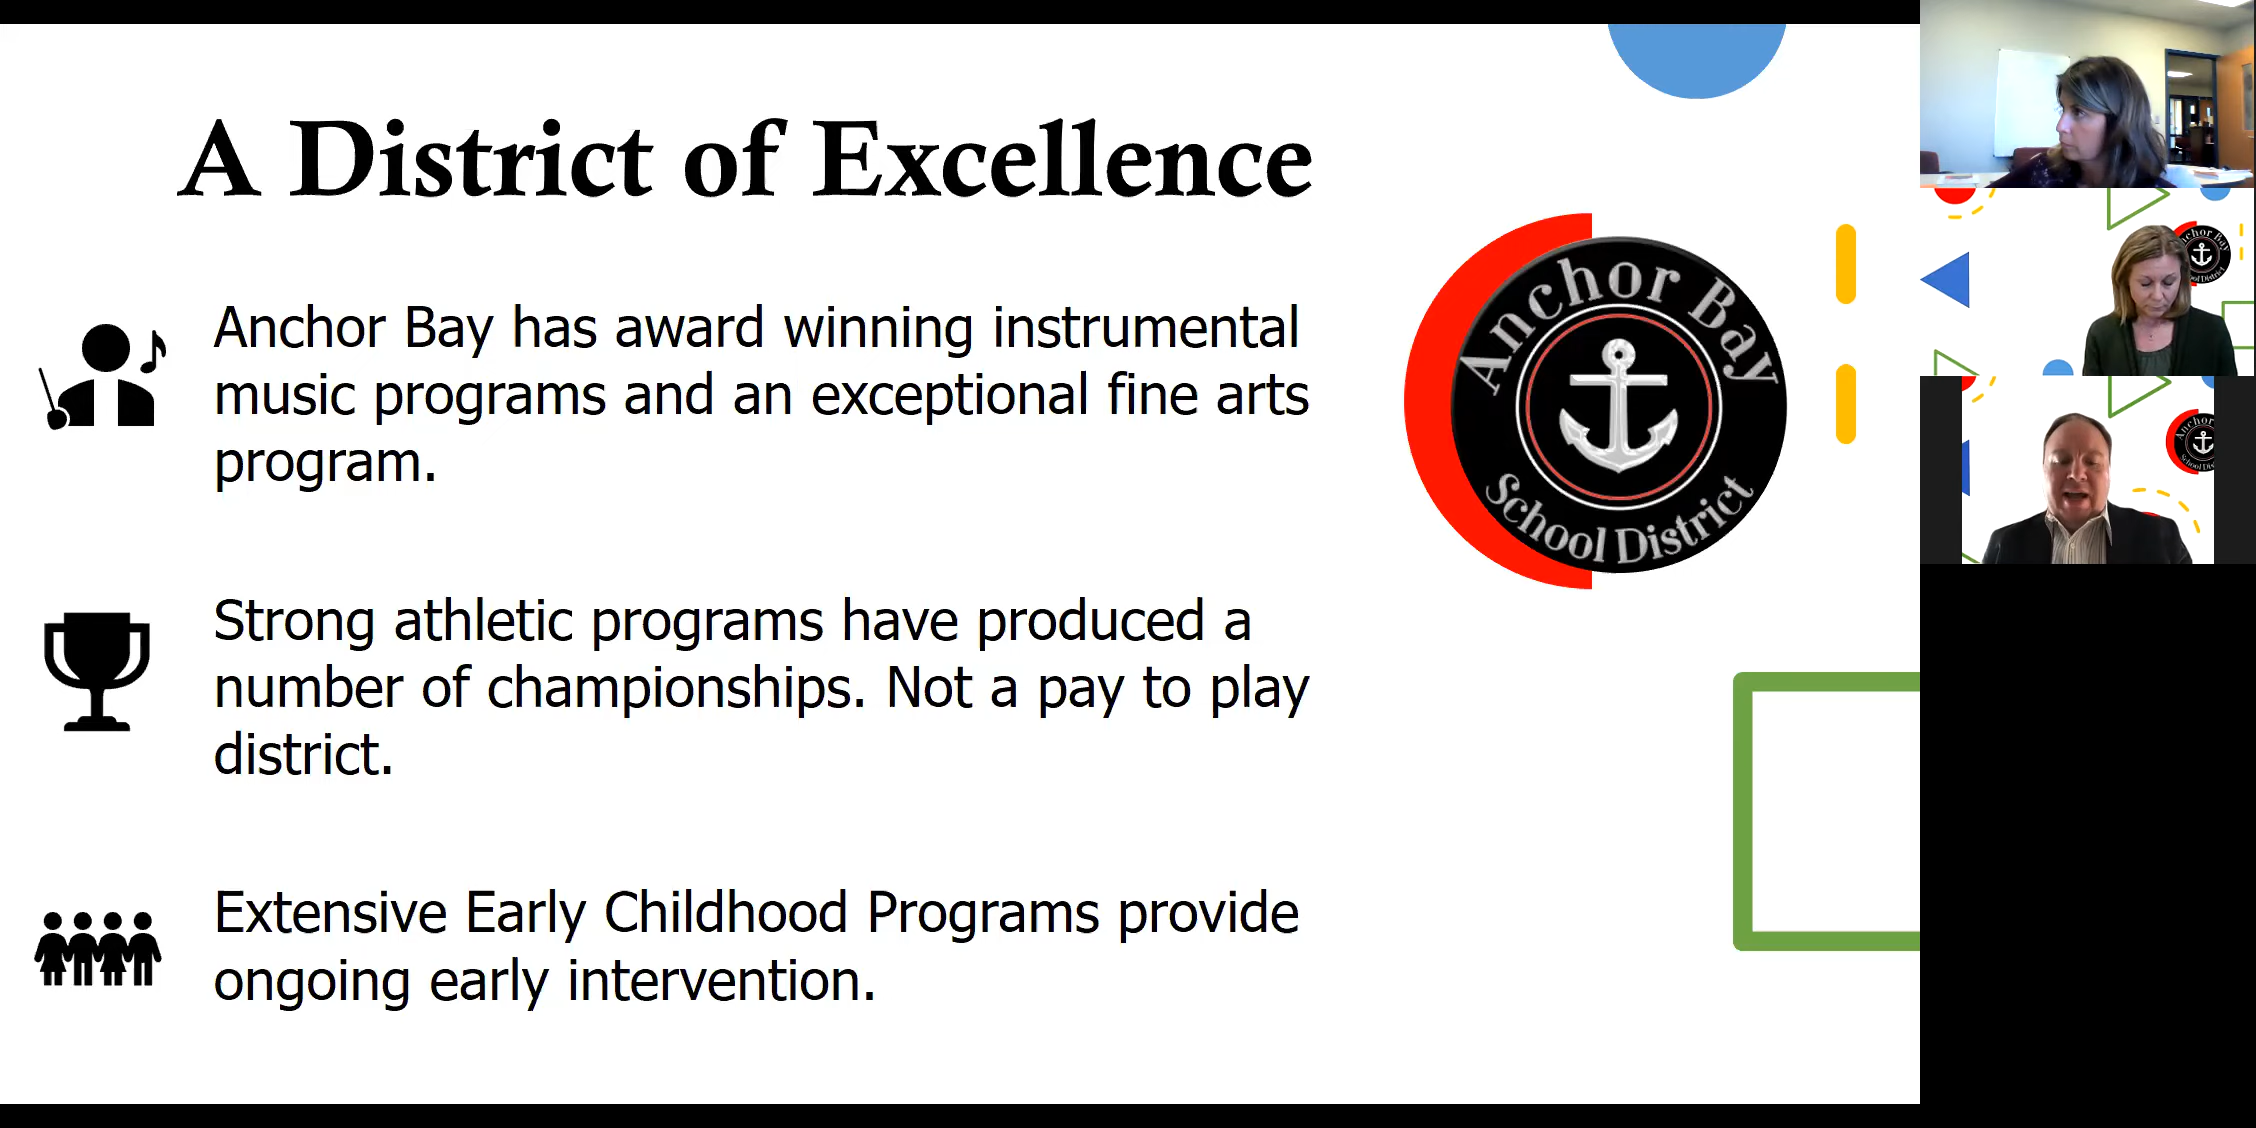 A District of Excellence
Anchor Bay has award winning instrumental
music programs and an exceptional fine arts
program.
Strong athletic programs have produced a
number of championships. Not a pay to play
district.
Extensive Early Childhood Programs provide
ongoing early intervention.
Anchor Bay
School District